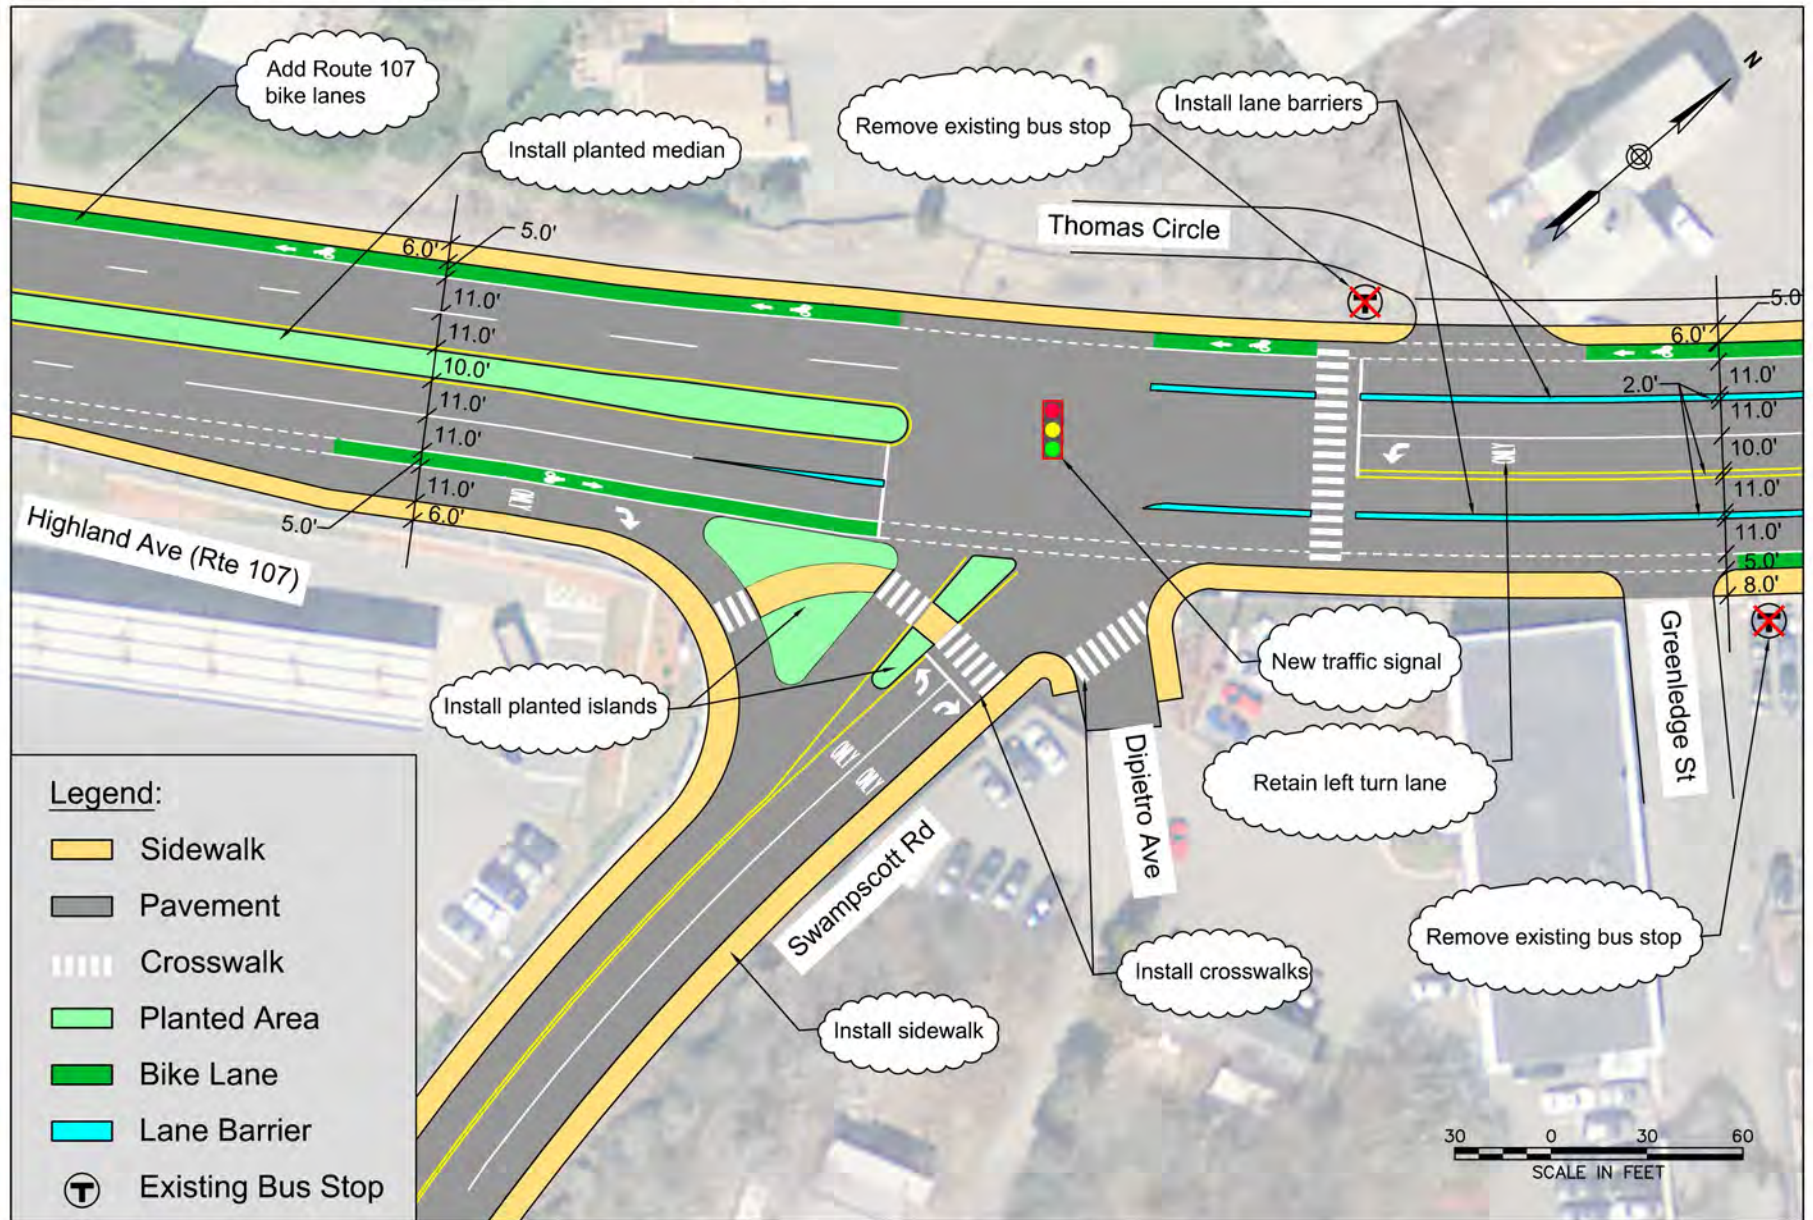 Add Route 107
bike lanes
Install planted median
Remove existing bus stop
Install lane barriers
N
Thomas Circle
6.0'
5.0'
11.0'
11.0'
10.0'
11.0'
11.0'
11.0'
5.0'
6.0'
ONLY
5.0'
6.0'
11.0'
2.0'
11.0'
10.0'
ONLY
11.0'
11.0'
5.0'
8.0'
Highland Ave (Rte 107)
Install planted islands
New traffic signal
Retain left turn lane
Greenledge St
Dipietro Ave
ONLY
ONLY
Swampscott Rd
Install crosswalks
Remove existing bus stop
Install sidewalk
Legend:
Sidewalk
Pavement
Crosswalk
Planted Area
Bike Lane
Lane Barrier
T Existing Bus Stop
30 0 30 60
SCALE IN FEET